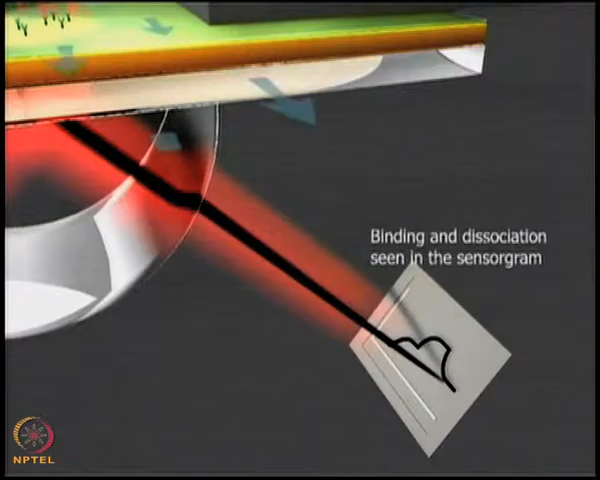 Binding and dissociation
seen in the sensorgram
NPTEL